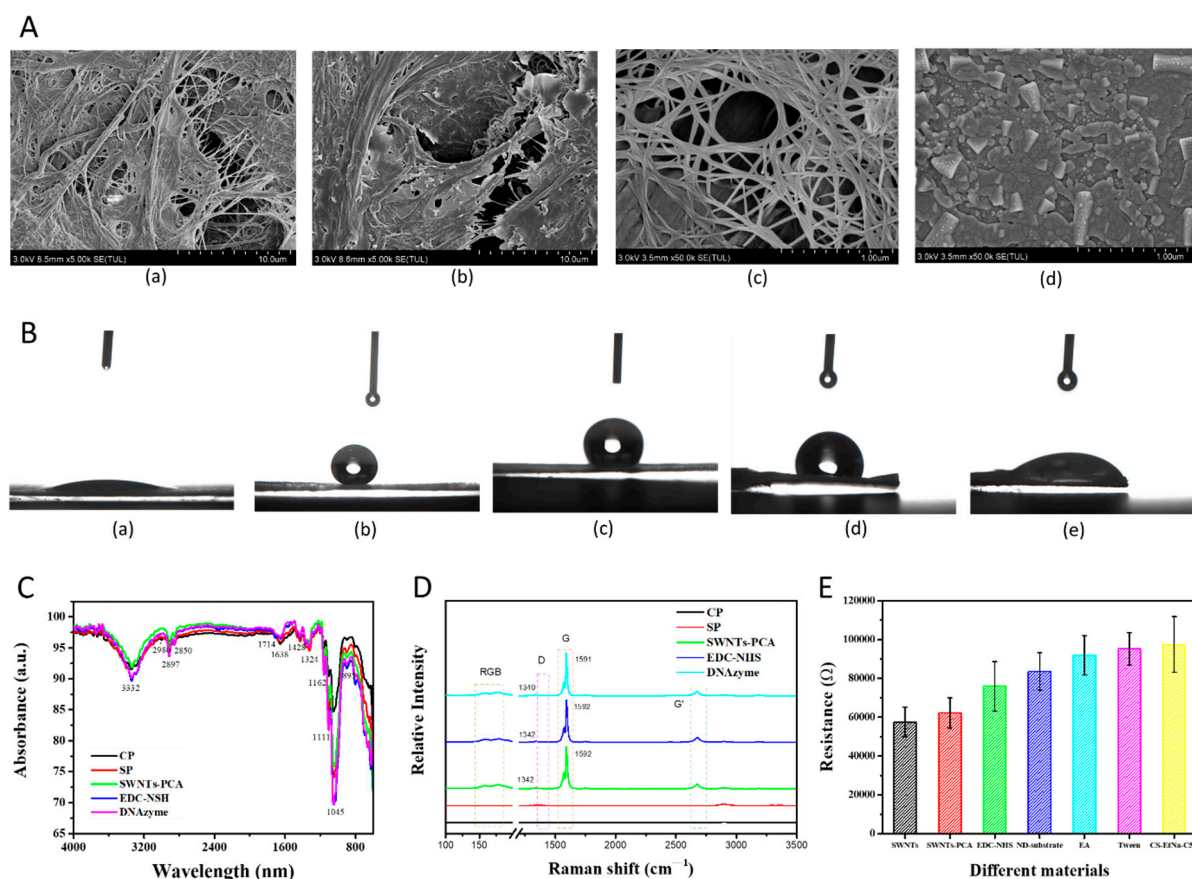 A
3.0kV 8.5mm x5.00k SE(TUL) 10.0um
(a)
3.0kV 8.6mm x5.00k SE(TUL) 10.0um
(b)
3.0kV 3.5mm x50.0k SE(TUL) 1.00um
(c)
3.0kV 3.5mm x50.0k SE(TUL) 1.00um
(d)
B
(a)
(b)
(c)
(d)
(e)
C
Absorbance (a.u.)
100
95
90
85
80
75
70
65
3332
2897
2850
1714
1638
1428
1324
1162
1111
1045
CP
SP
SWNTs-PCA
EDC-NSH
DNAzyme
4000 3200 2400 1600 800
Wavelength (nm)
D
Relative Intensity
RGB
D
G
G'
1591
1340
1592
1342
1592
1342
CP
SP
SWNTs-PCA
EDC-NHS
DNAzyme
150 1500 2000 2500 3000 3500
Raman shift (cm⁻¹)
E
Resistance (Ω)
120000
100000
80000
60000
40000
20000
0
SWNTs SWNTs-PCA EDC-NHS ND-substrate EA Tween CS-EtNa-CS
Different materials